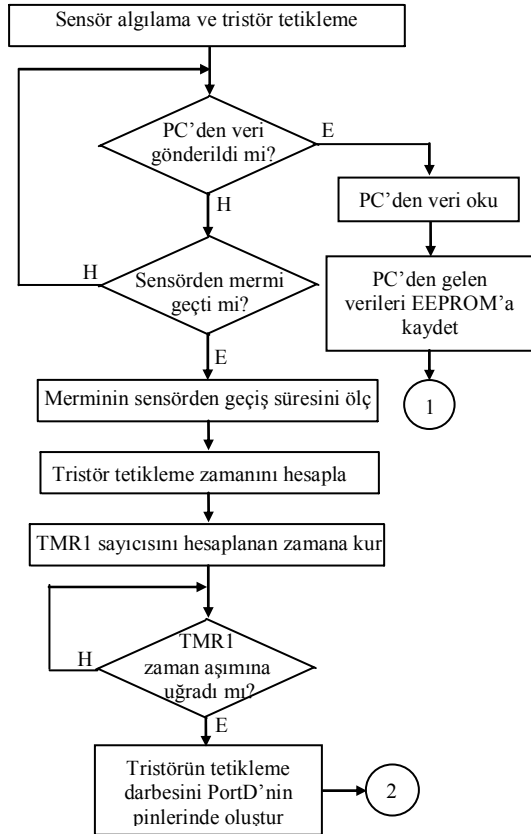 Sensör algılama ve tristör tetikleme
PC'den veri
gönderildi mi?
E
H
PC'den veri oku
PC'den gelen
verileri EEPROM'a
kaydet
1
Sensörden mermi
geçti mi?
H
E
Merminin sensörden geçiş süresini ölç
Tristör tetikleme zamanını hesapla
TMR1 sayıcısını hesaplanan zamana kur
TMR1
zaman aşımına
uğradı mı?
H
E
Tristörün tetikleme
darbesini PortD'nin
pinlerinde oluştur
2